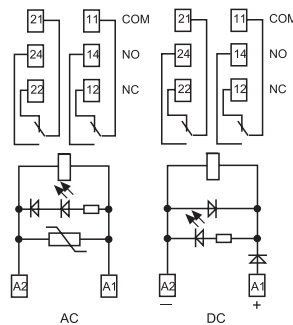 21 11 COM 21 11 COM
24 14 NO 24 14 NO
22 12 NC 22 12 NC
A2 A1 A2 A1
− +
AC DC